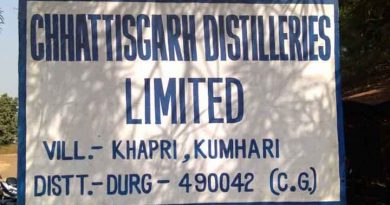 CHHATTISGARH DISTILLERIES
LIMITED
VILL.- KHAPRI, KUMHARI
DISTT.- DURG - 490042 (C.G.)